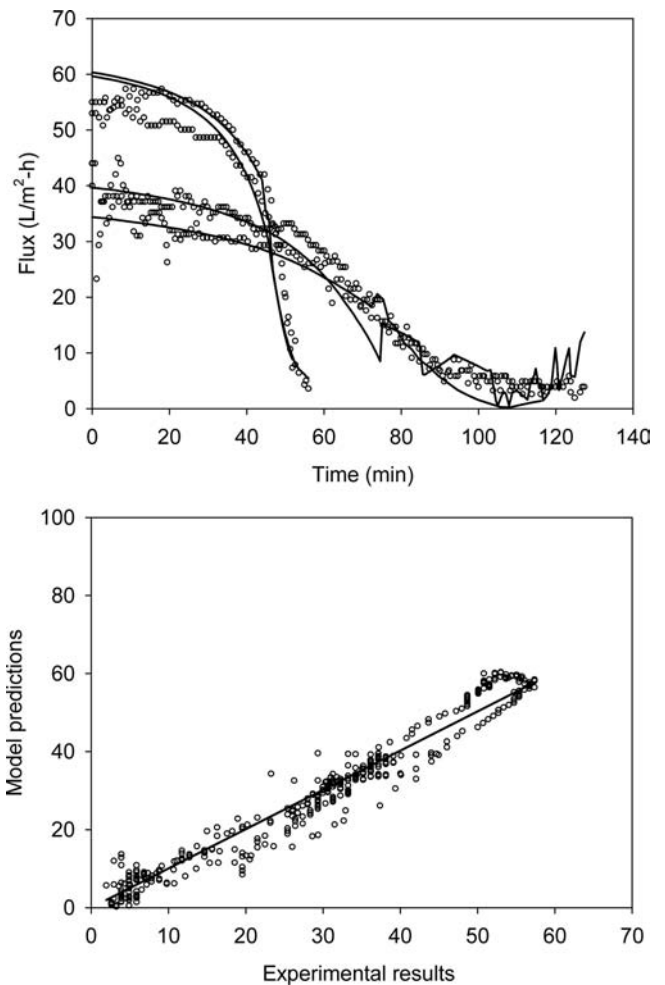 70
60
50
40
30
20
10
0
Flux (L/m²-h)
0 20 40 60 80 100 120 140
Time (min)
100
80
60
40
20
0
Model predictions
0 10 20 30 40 50 60 70
Experimental results